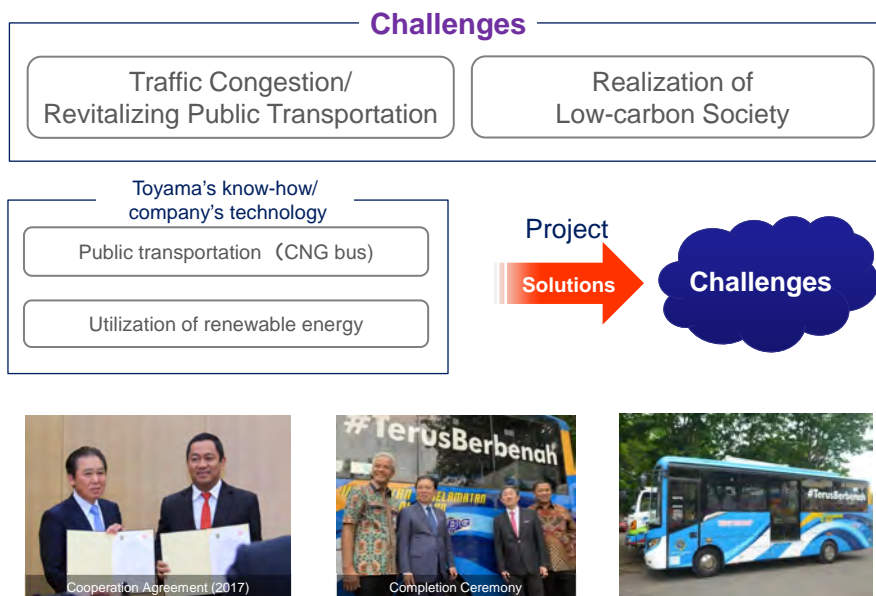 Challenges
Traffic Congestion/
Revitalizing Public Transportation
Realization of
Low-carbon Society
Toyama's know-how/
company's technology
Public transportation（CNG bus)
Utilization of renewable energy
Project
Solutions
Challenges
#TerusBerbenah
Cooperation Agreement (2017)
Completion Ceremony
#TerusBerbenah